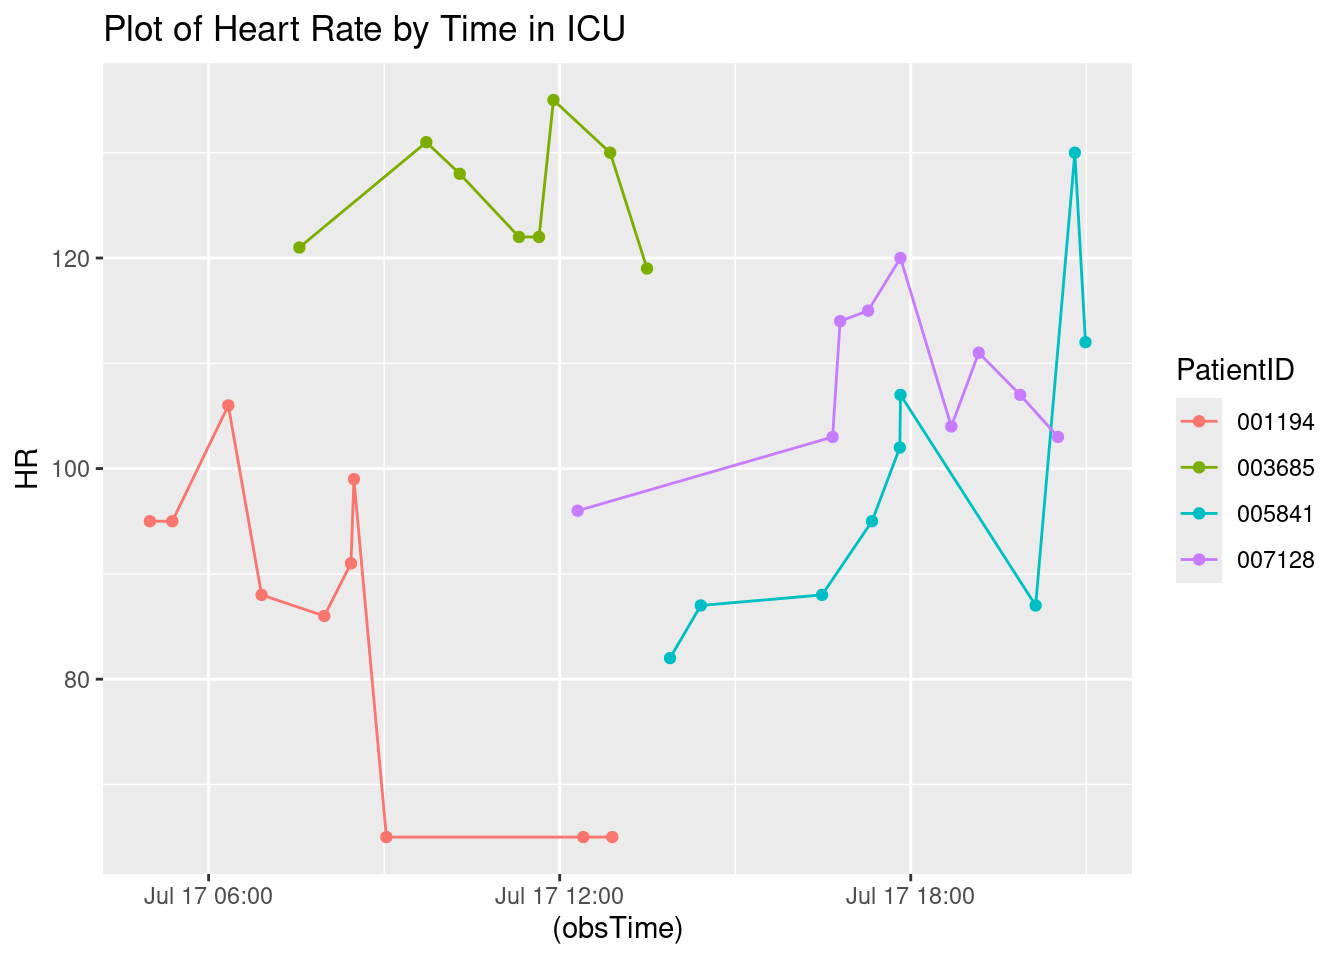 Plot of Heart Rate by Time in ICU
HR
120
100
80
Jul 17 06:00
Jul 17 12:00
Jul 17 18:00
(obsTime)
PatientID
001194
003685
005841
007128